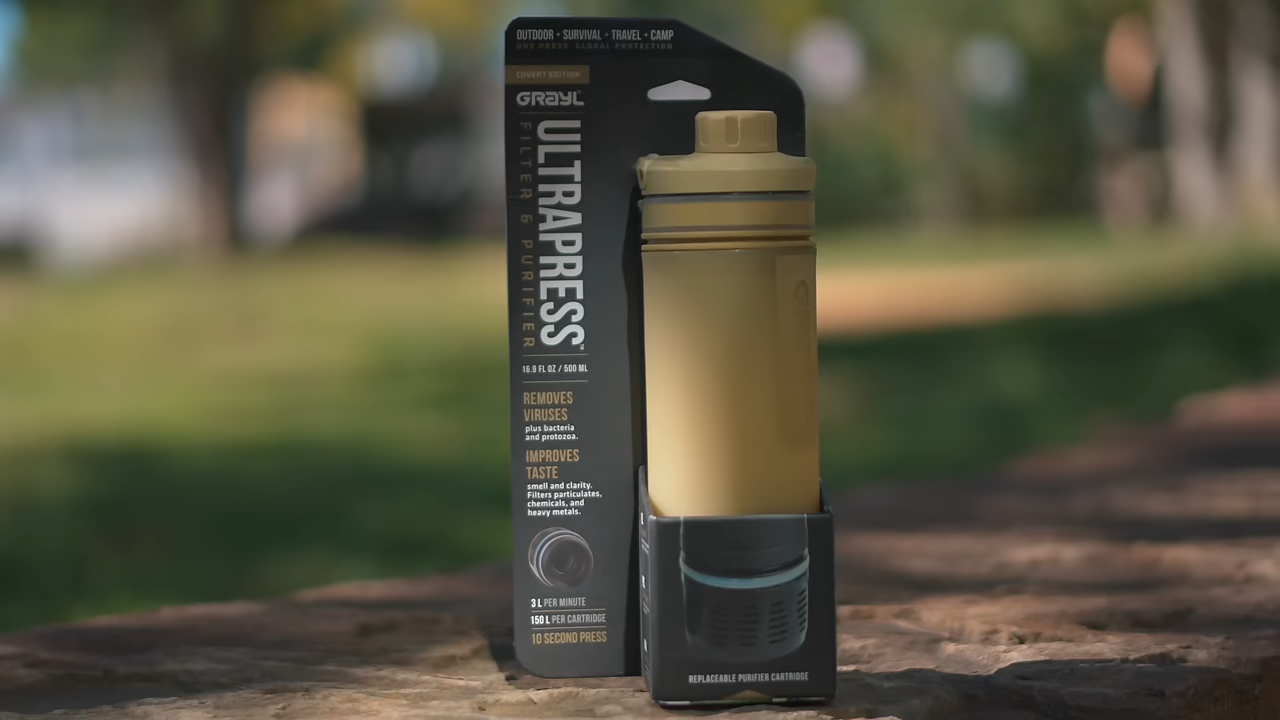 OUTDOOR + SURVIVAL + TRAVEL + CAMP
ONE PRESS GLOBAL PROTECTION
COVERT EDITION
GRAYL
ULTRAPRESS™
FILTER & PURIFIER
16.9 FL OZ / 500 ML
REMOVES
VIRUSES
plus bacteria
and protozoa.
IMPROVES
TASTE
smell and clarity.
Filters particulates,
chemicals, and
heavy metals.
3 L PER MINUTE
150 L PER CARTRIDGE
10 SECOND PRESS
REPLACEABLE PURIFIER CARTRIDGE